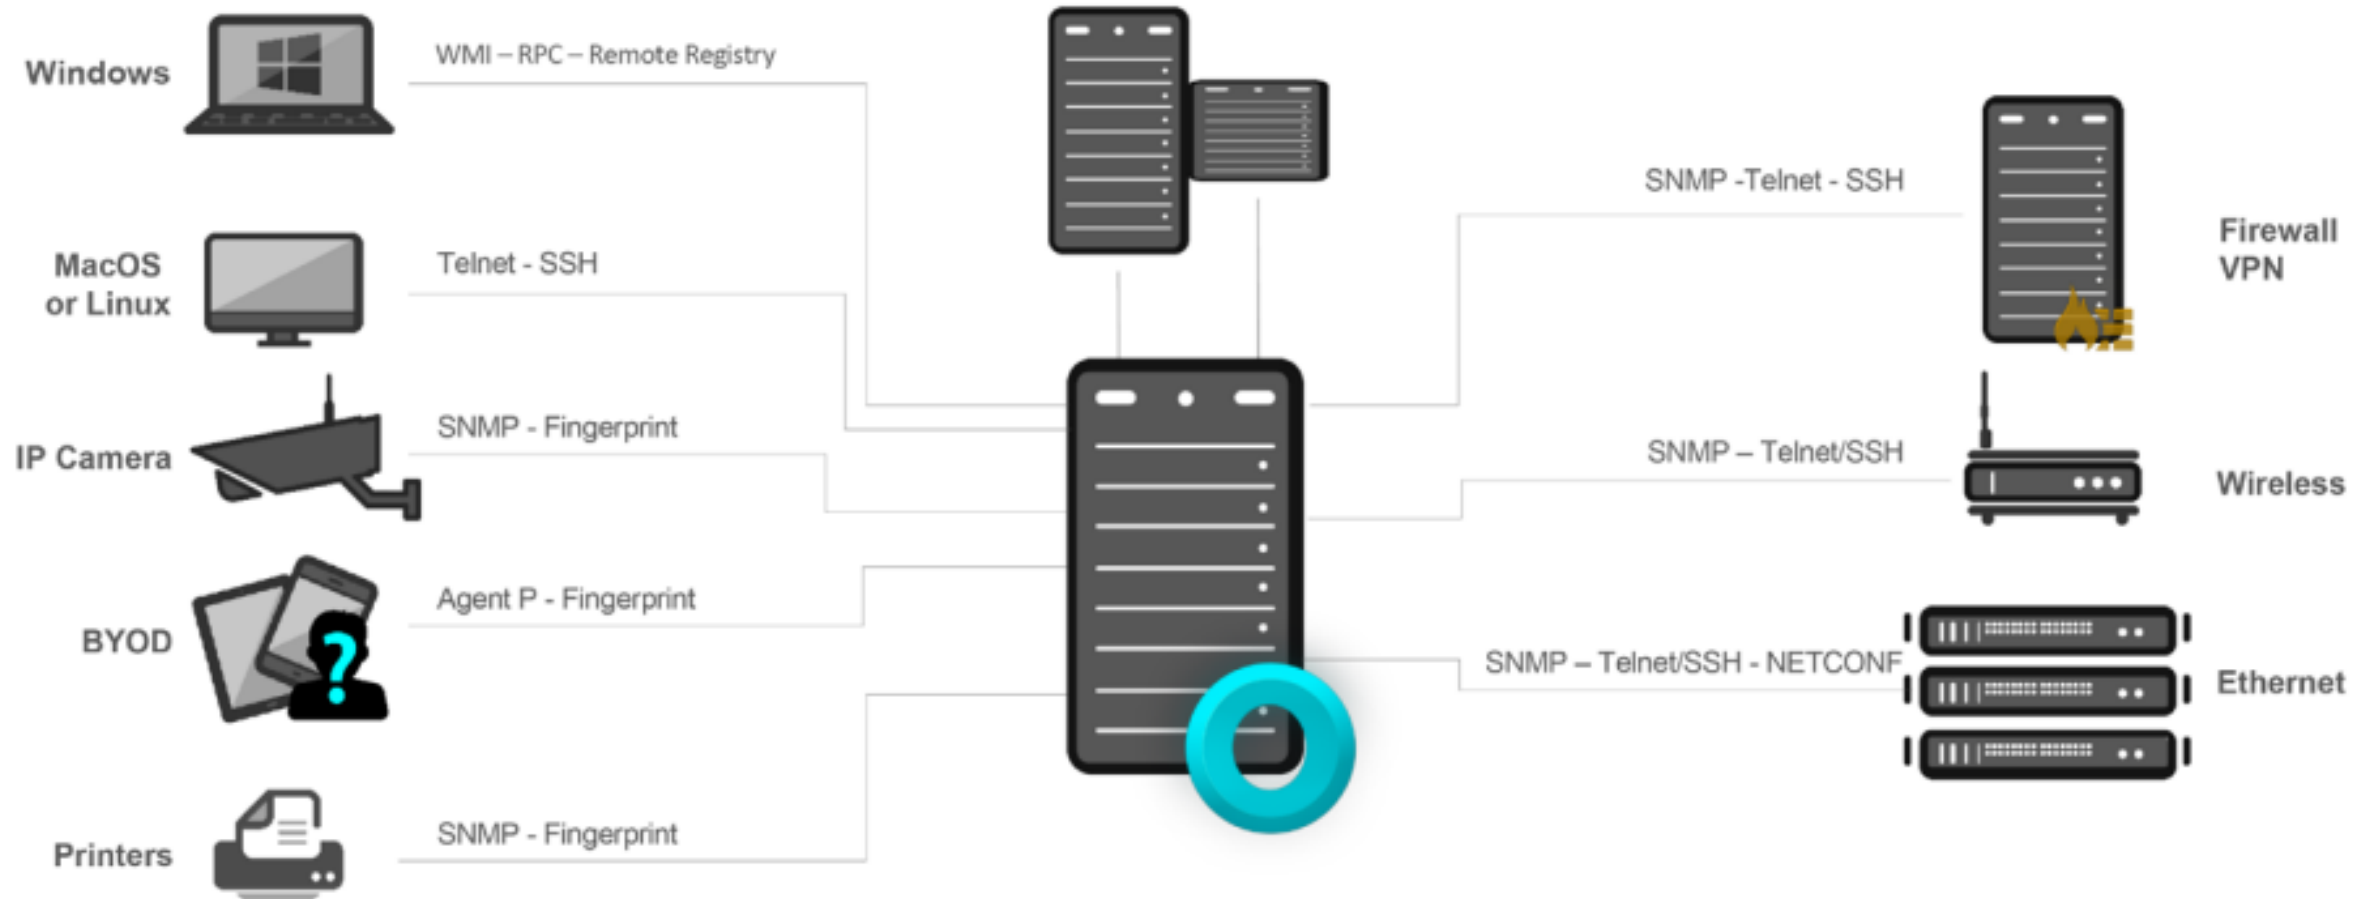 Windows
WMI – RPC – Remote Registry
MacOS
or Linux
Telnet - SSH
IP Camera
SNMP - Fingerprint
BYOD
Agent P - Fingerprint
?
Printers
SNMP - Fingerprint
SNMP -Telnet - SSH
Firewall
VPN
SNMP – Telnet/SSH
Wireless
SNMP – Telnet/SSH - NETCONF
Ethernet